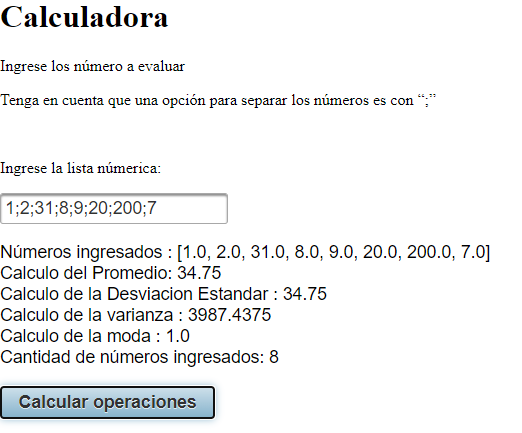 Calculadora
Ingrese los número a evaluar
Tenga en cuenta que una opción para separar los números es con “;”
Ingrese la lista númerica:
1;2;31;8;9;20;200;7
Números ingresados : [1.0, 2.0, 31.0, 8.0, 9.0, 20.0, 200.0, 7.0]
Calculo del Promedio: 34.75
Calculo de la Desviacion Estandar : 34.75
Calculo de la varianza : 3987.4375
Calculo de la moda : 1.0
Cantidad de números ingresados: 8
Calcular operaciones